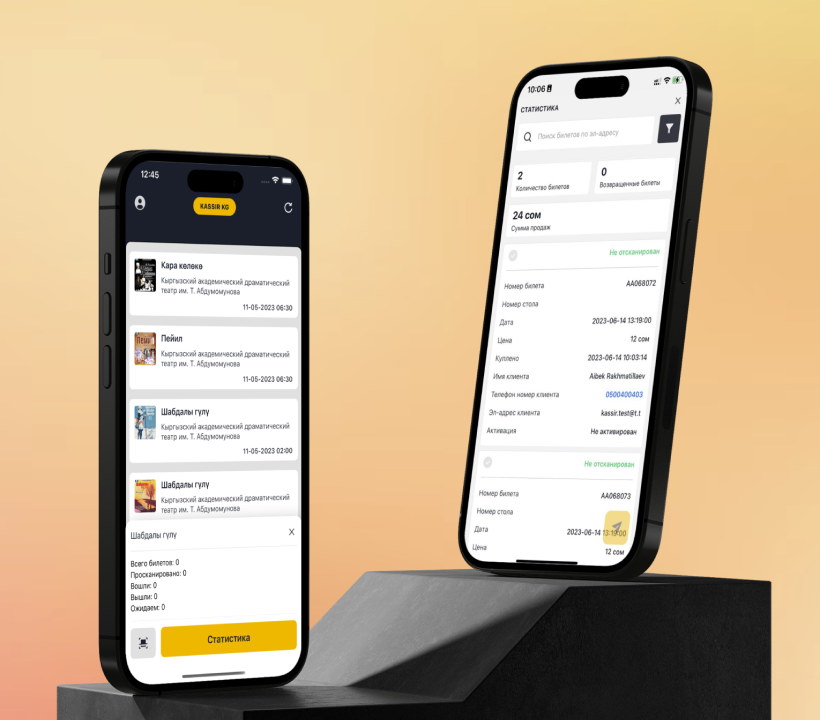 12:45
KASSIR KG
Кара көлөкө
Кыргызский академический драматический
театр им. Т. Абдумомунова
11-05-2023 06:30
Пейил
Кыргызский академический драматический
театр им. Т. Абдумомунова
11-05-2023 06:30
Шабдалы гүлү
Кыргызский академический драматический
театр им. Т. Абдумомунова
11-05-2023 02:00
Шабдалы гүлү
Кыргызский академический драматический
театр им. Т. Абдумомунова
Шабдалы гүлү X
Всего билетов: 0
Просканировано: 0
Вошли: 0
Вышли: 0
Ожидаем: 0
Статистика
10:06
СТАТИСТИКА X
Поиск билетов по эл-адресу
2
Количество билетов
0
Возвращенные билеты
24 сом
Сумма продаж
Не отсканирован
Номер билета AA068072
Номер стола
Дата 2023-06-14 13:19:00
Цена 12 сом
Куплено 2023-06-14 10:03:14
Имя клиента Aibek Rakhmatillaev
Телефон номер клиента 0500400403
Эл-адрес клиента kassir.test@t.t
Активация Не активирован
Не отсканирован
Номер билета AA068073
Номер стола
Дата 2023-06-14 13:19:00
Цена 12 сом